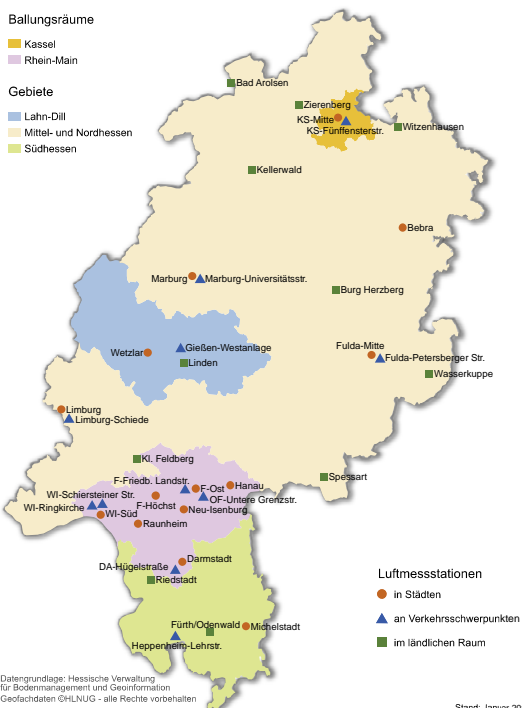 Ballungsräume
Kassel
Rhein-Main
Gebiete
Lahn-Dill
Mittel- und Nordhessen
Südhessen
Bad Arolsen
Zierenberg
KS-Mitte
KS-Fünffensterstr.
Witzenhausen
Kellerwald
Bebra
Marburg
Marburg-Universitätsstr.
Burg Herzberg
Gießen-Westanlage
Wetzlar
Linden
Fulda-Mitte
Fulda-Petersberger Str.
Wasserkuppe
Limburg
Limburg-Schiede
Kl. Feldberg
Spessart
F-Friedb. Landstr.
F-Ost
Hanau
WI-Schiersteiner Str.
OF-Untere Grenzstr.
WI-Ringkirche
F-Höchst
WI-Süd
Neu-Isenburg
Raunheim
Darmstadt
DA-Hügelstraße
Riedstadt
Fürth/Odenwald
Michelstadt
Heppenheim-Lehrstr.
Luftmessstationen
in Städten
an Verkehrsschwerpunkten
im ländlichen Raum
Datengrundlage: Hessische Verwaltung
für Bodenmanagement und Geoinformation
Geofachdaten ©HLNUG - alle Rechte vorbehalten
Stand: Januar 20